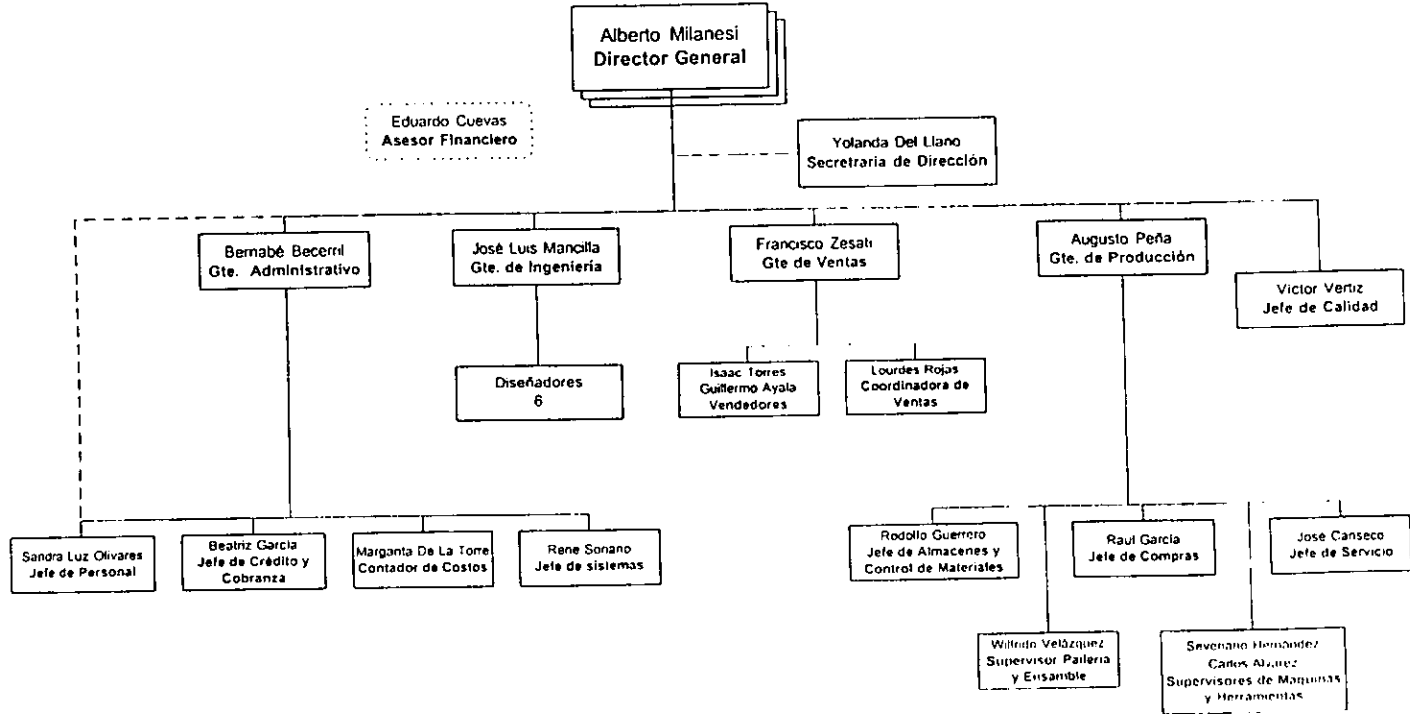 Alberto Milanesi
Director General
Eduardo Cuevas
Asesor Financiero
Yolanda Del Llano
Secretraria de Dirección
Bernabé Becerril
Gte. Administrativo
José Luis Mancilla
Gte. de Ingeniería
Francisco Zesati
Gte de Ventas
Augusto Peña
Gte. de Producción
Victor Vertiz
Jefe de Calidad
Diseñadores
6
Isaac Torres
Guillermo Ayala
Vendedores
Lourdes Rojas
Coordinadora de
Ventas
Sandra Luz Olivares
Jefe de Personal
Beatriz García
Jefe de Crédito y
Cobranza
Margarita De La Torre
Contador de Costos
Rene Soriano
Jefe de sistemas
Rodolfo Guerrero
Jefe de Almacenes y
Control de Materiales
Raul García
Jefe de Compras
José Canseco
Jefe de Servicio
Wilfrido Velázquez
Supervisor Pailería
y Ensamble
Severiano Hernández
Carlos Alvarez
Supervisores de Maquinas
y Herramientas